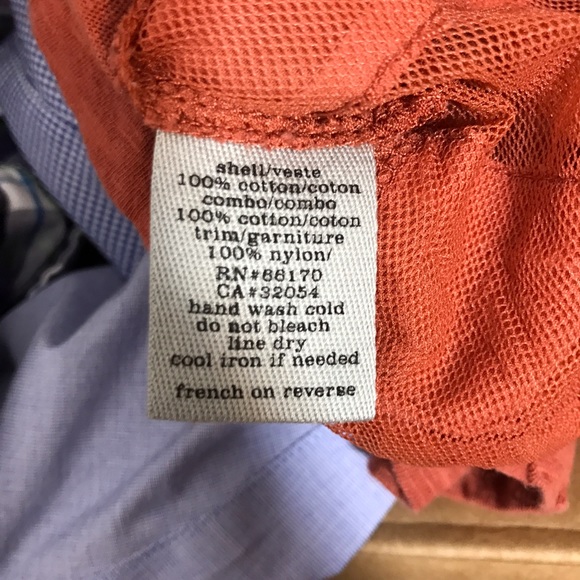 shell/veste
100% cotton/coton
combo/combo
100% cotton/coton
trim/garniture
100% nylon/
RN#66170
CA#32054
hand wash cold
do not bleach
line dry
cool iron if needed
french on reverse